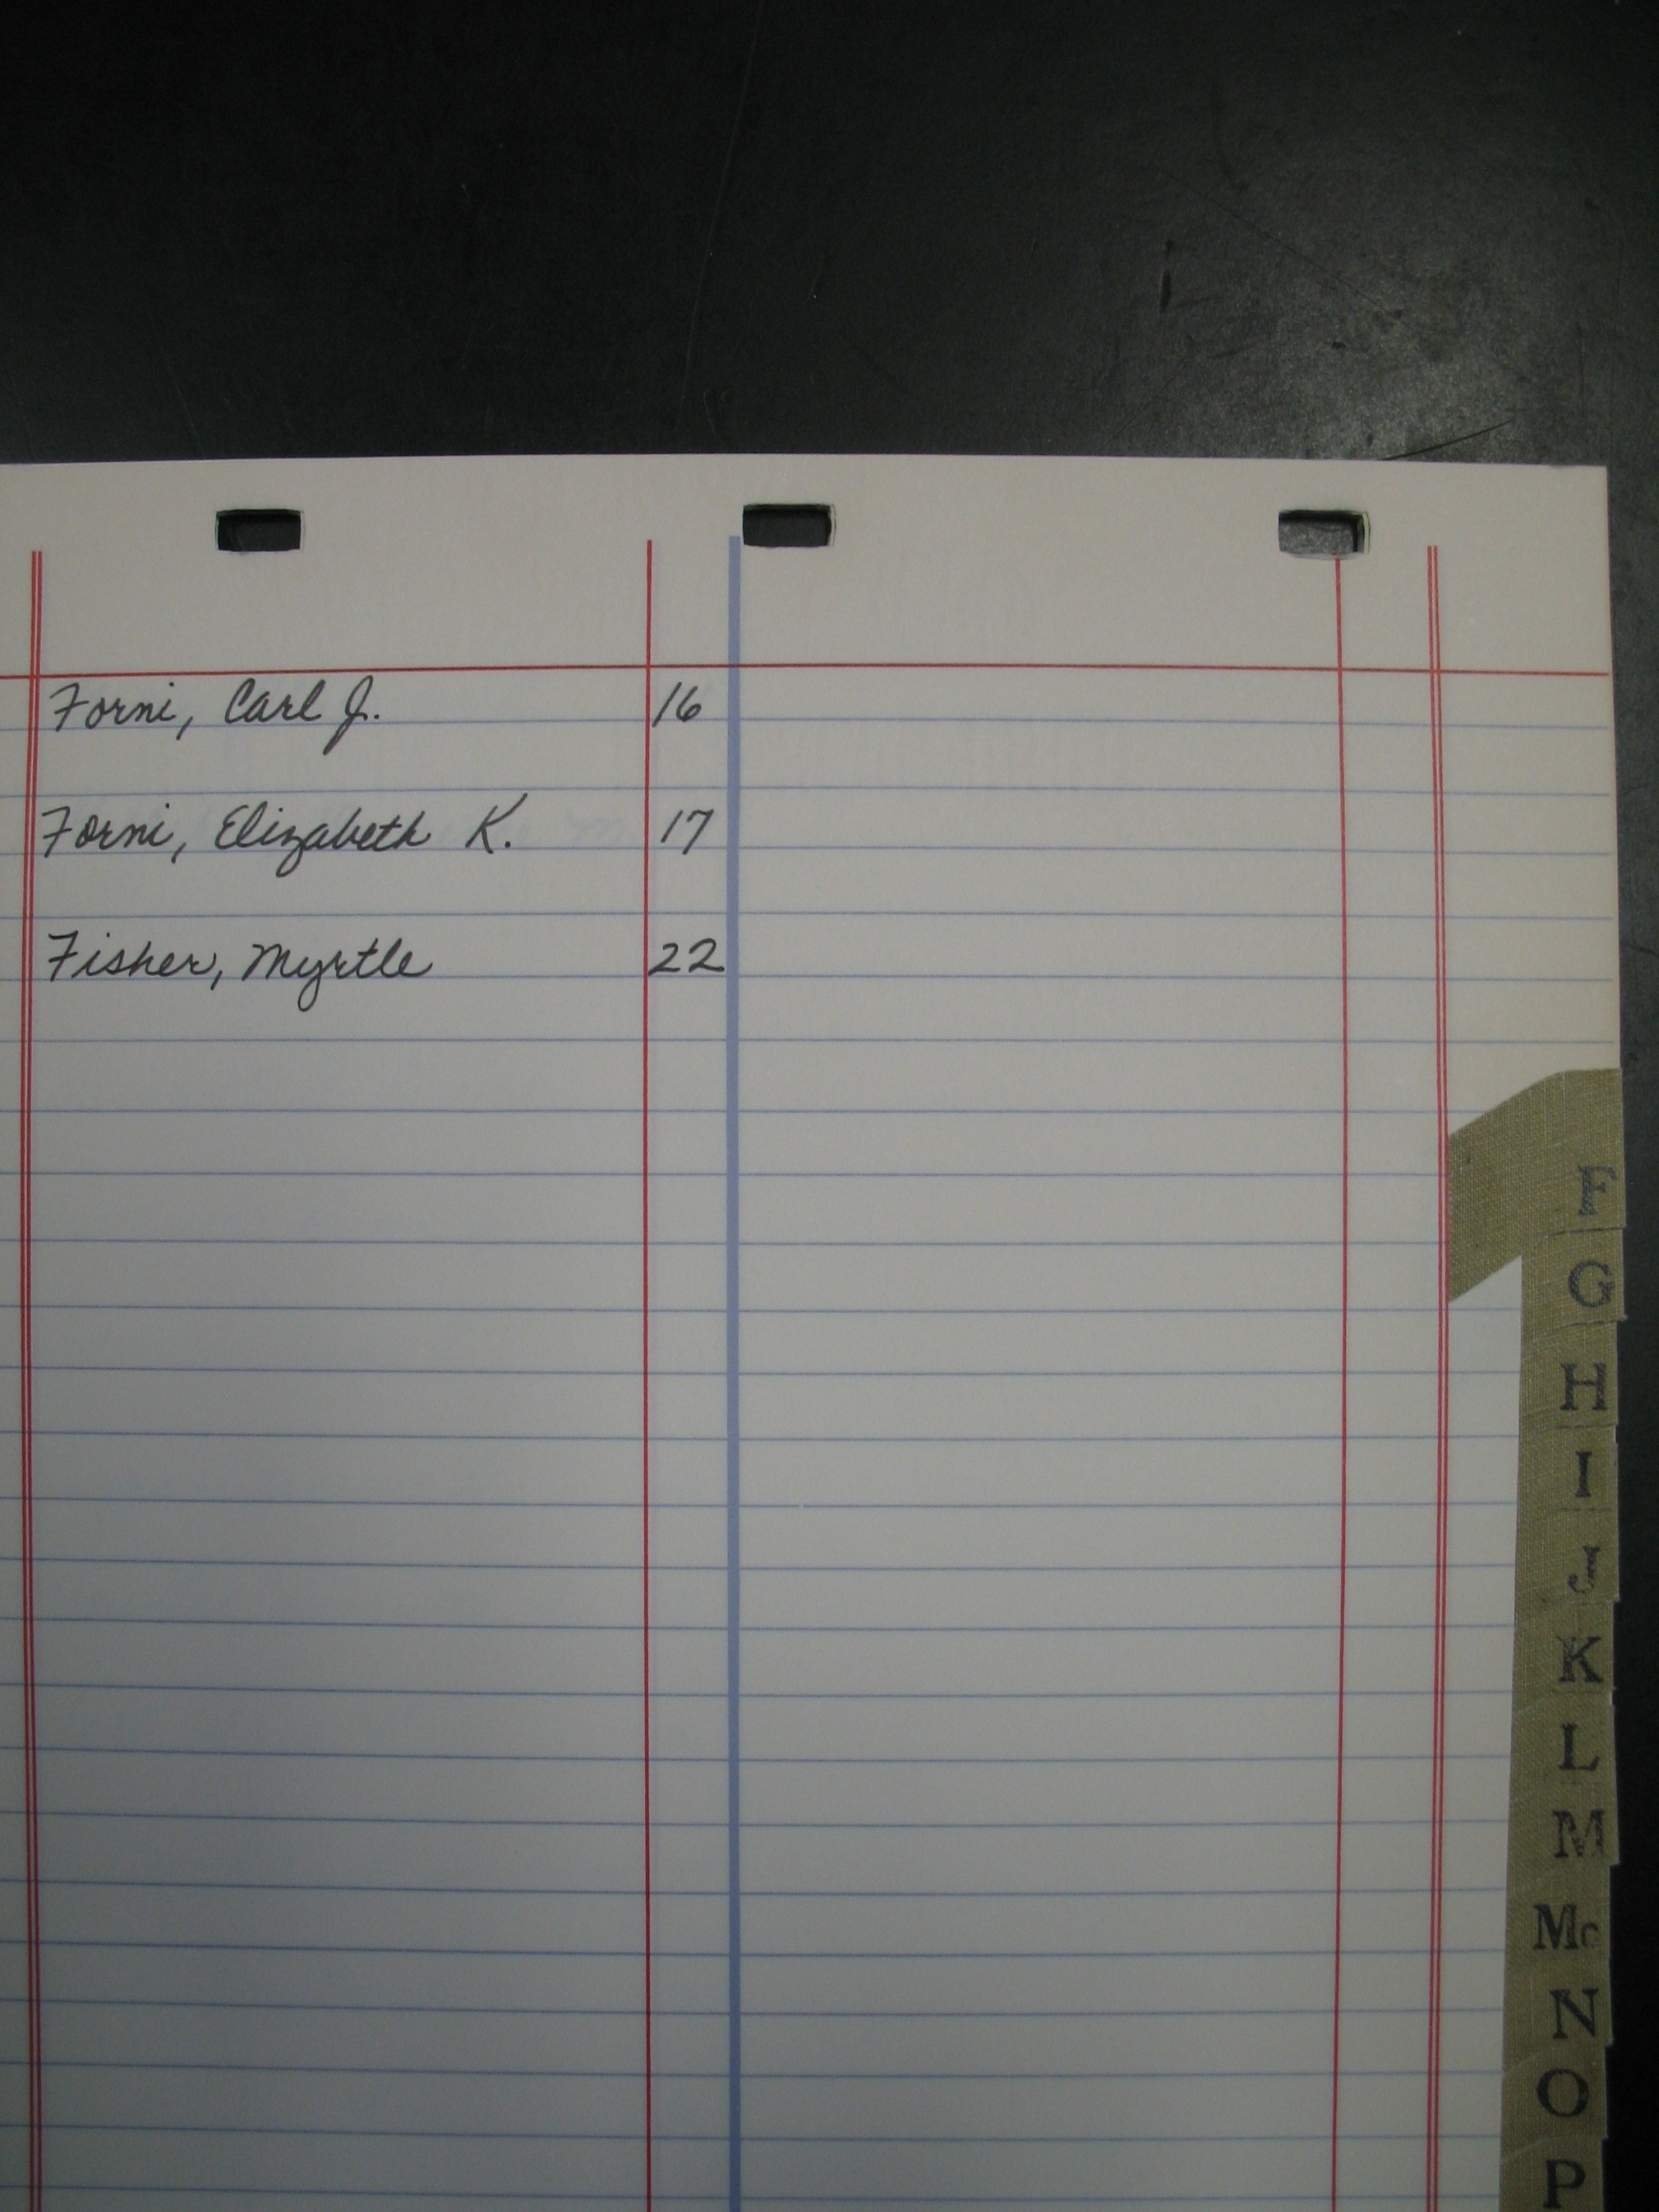 Forni, Carl J. 16
Forni, Elizabeth K. 17
Fisher, Myrtle 22
F
G
H
I
J
K
L
M
Mc
N
O
P